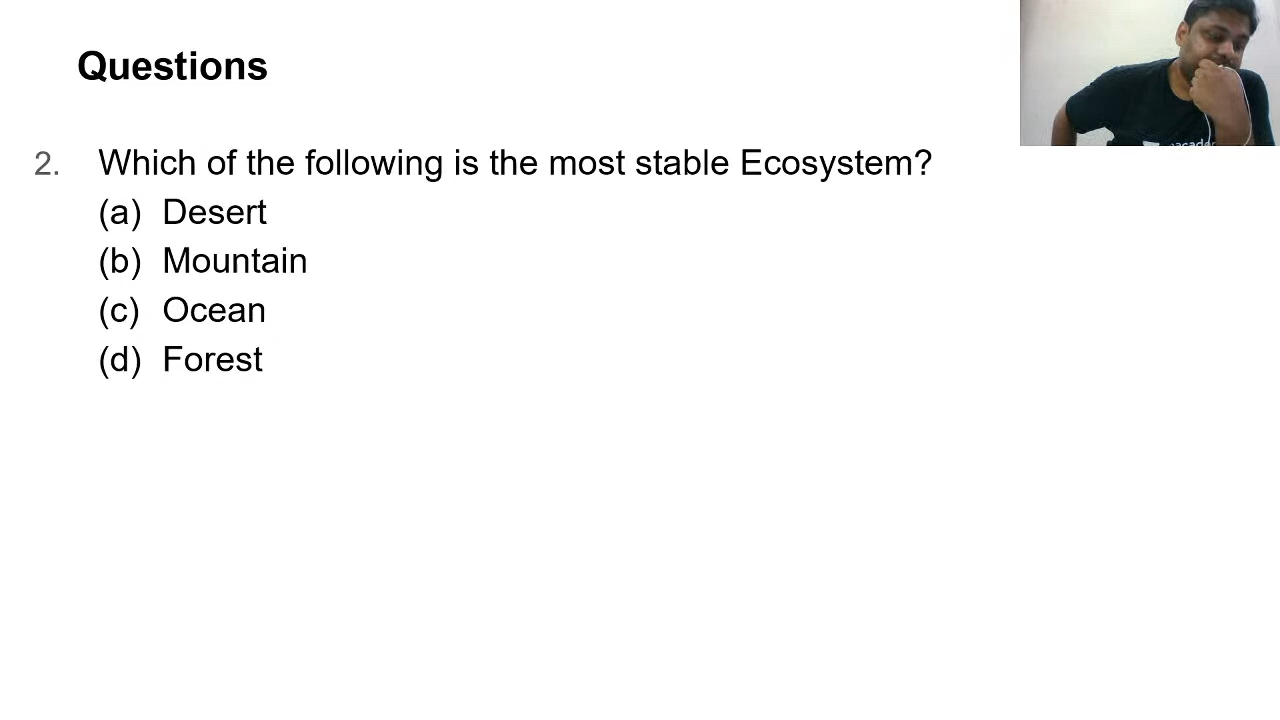 Questions
2. Which of the following is the most stable Ecosystem?
(a) Desert
(b) Mountain
(c) Ocean
(d) Forest